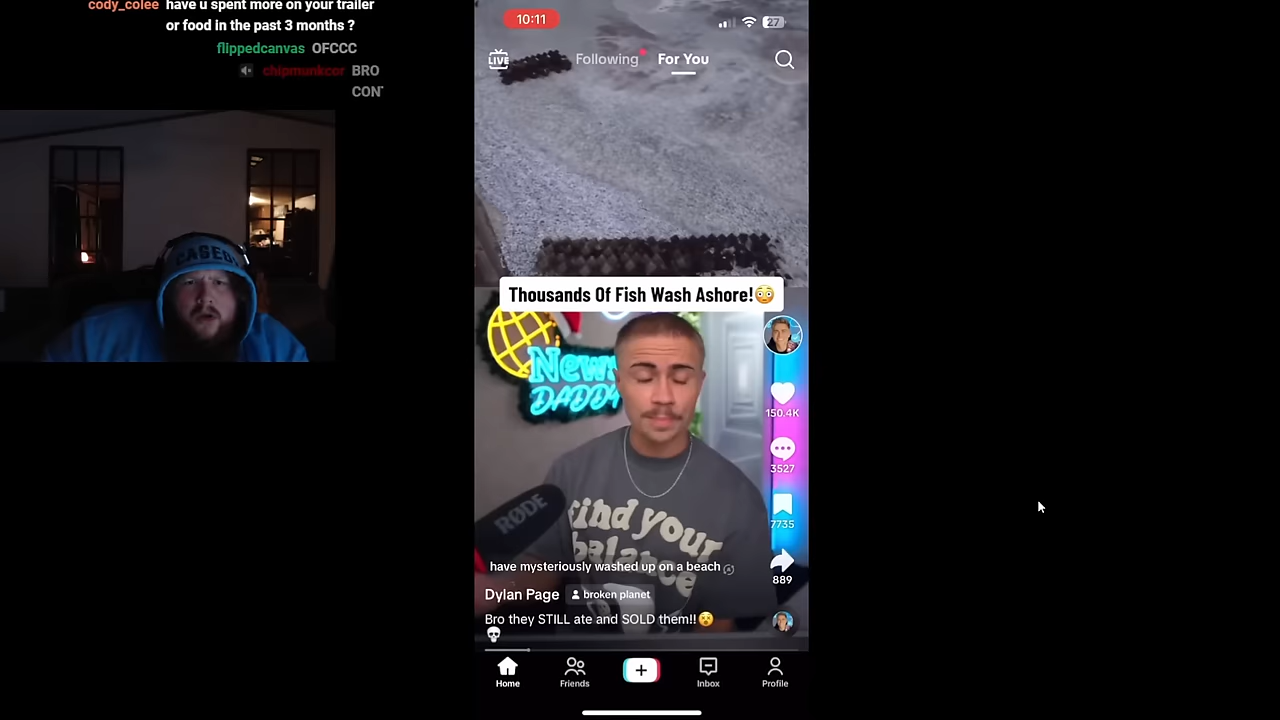 cody_colee have u spent more on your trailer
or food in the past 3 months ?
flippedcanvas OFCCC
chipmunkcor BRO
CON
CASEOH
10:11
27
LIVE
Following
For You
Thousands Of Fish Wash Ashore!😳
News
DADDY
RØDE
find your
balance
150.4K
3527
7735
889
have mysteriously washed up on a beach
Dylan Page broken planet
Bro they STILL ate and SOLD them!!😵
💀
Home
Friends
Inbox
Profile